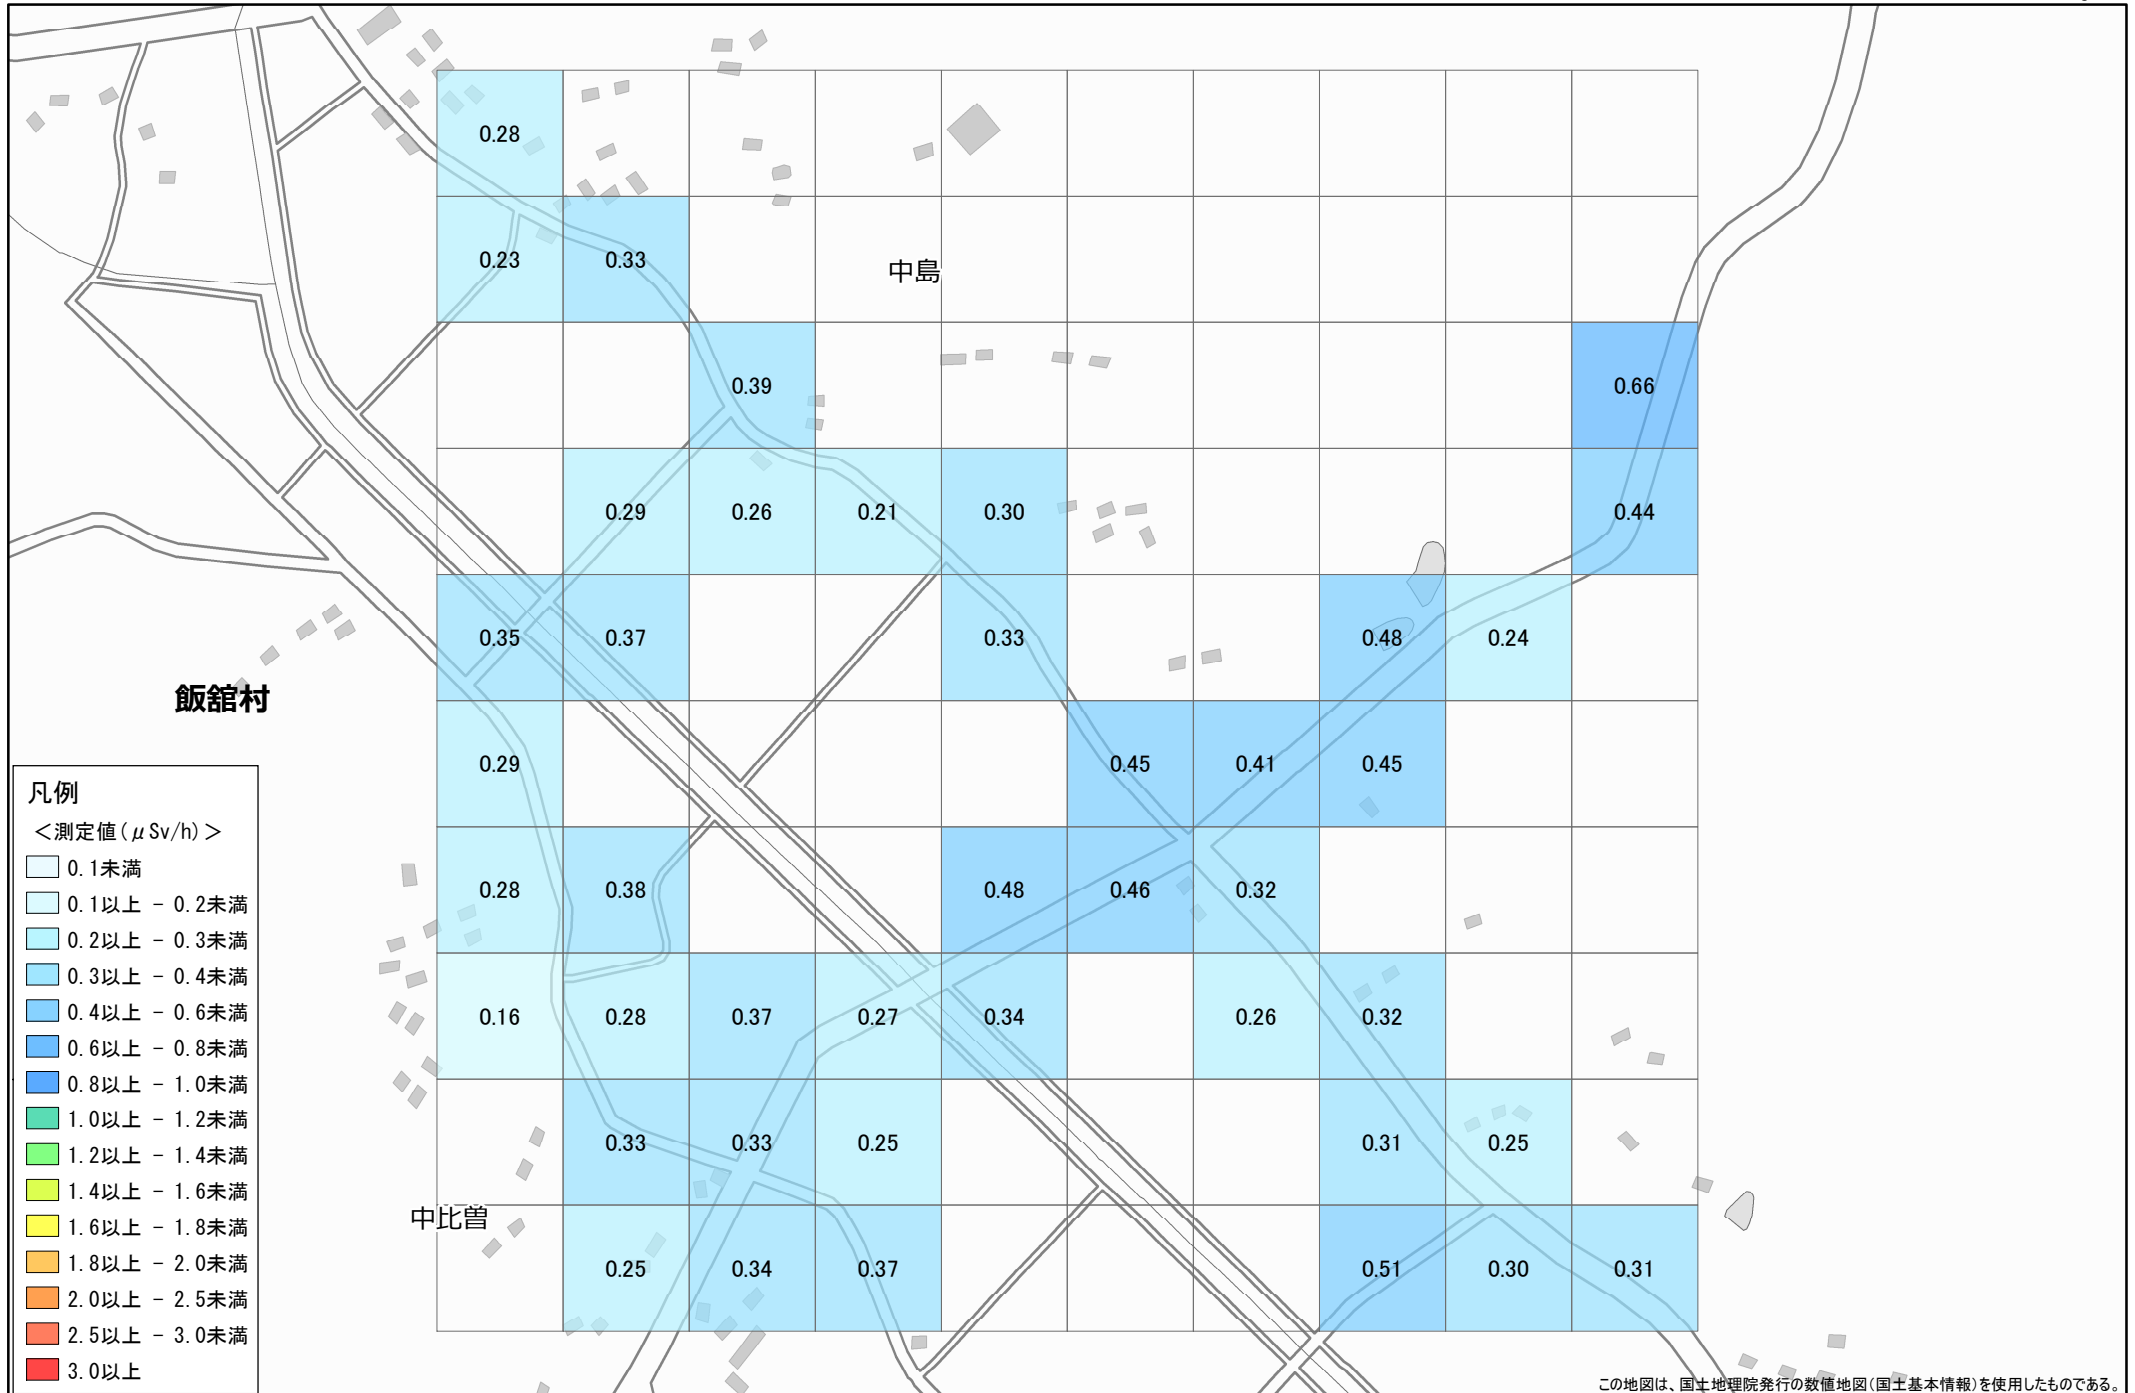 0.28
0.23 0.33
中島
0.39 0.66
0.29 0.26 0.21 0.30 0.44
0.35 0.37 0.33 0.48 0.24
飯舘村
0.29 0.45 0.41 0.45
0.28 0.38 0.48 0.46 0.32
0.16 0.28 0.37 0.27 0.34 0.26 0.32
0.33 0.33 0.25 0.31 0.25
中比曽
0.25 0.34 0.37 0.51 0.30 0.31
凡例
＜測定値(μSv/h)＞
0.1未満
0.1以上 - 0.2未満
0.2以上 - 0.3未満
0.3以上 - 0.4未満
0.4以上 - 0.6未満
0.6以上 - 0.8未満
0.8以上 - 1.0未満
1.0以上 - 1.2未満
1.2以上 - 1.4未満
1.4以上 - 1.6未満
1.6以上 - 1.8未満
1.8以上 - 2.0未満
2.0以上 - 2.5未満
2.5以上 - 3.0未満
3.0以上
この地図は、国土地理院発行の数値地図(国土基本情報)を使用したものである。